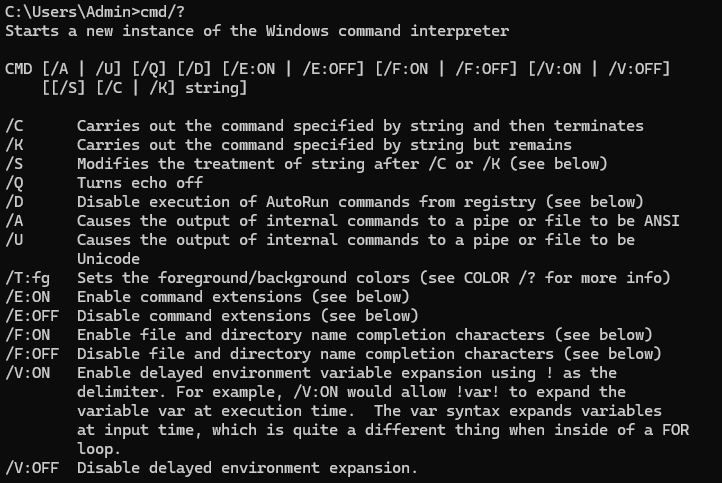 C:\Users\Admin>cmd/?
Starts a new instance of the Windows command interpreter

CMD [/A | /U] [/Q] [/D] [/E:ON | /E:OFF] [/F:ON | /F:OFF] [/V:ON | /V:OFF]
    [[/S] [/C | /K] string]

/C      Carries out the command specified by string and then terminates
/K      Carries out the command specified by string but remains
/S      Modifies the treatment of string after /C or /K (see below)
/Q      Turns echo off
/D      Disable execution of AutoRun commands from registry (see below)
/A      Causes the output of internal commands to a pipe or file to be ANSI
/U      Causes the output of internal commands to a pipe or file to be
        Unicode
/T:fg   Sets the foreground/background colors (see COLOR /? for more info)
/E:ON   Enable command extensions (see below)
/E:OFF  Disable command extensions (see below)
/F:ON   Enable file and directory name completion characters (see below)
/F:OFF  Disable file and directory name completion characters (see below)
/V:ON   Enable delayed environment variable expansion using ! as the
        delimiter. For example, /V:ON would allow !var! to expand the
        variable var at execution time.  The var syntax expands variables
        at input time, which is quite a different thing when inside of a FOR
        loop.
/V:OFF  Disable delayed environment expansion.